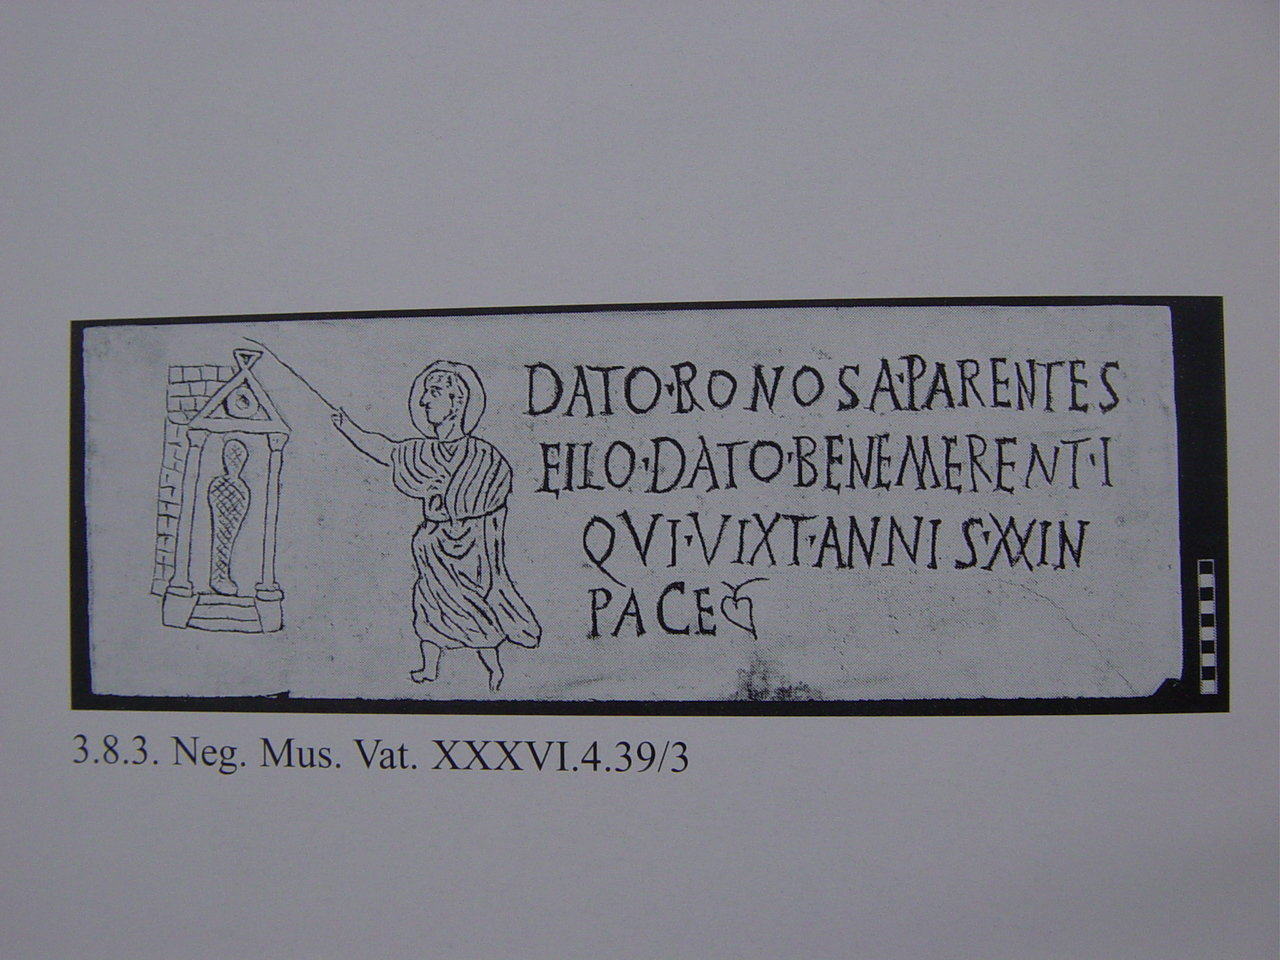 DATO·BONOSA·PARENTES
FILO·DATO·BENEMERENT·I
QVI·VIXT·ANNIS·XXIN
PACE
3.8.3. Neg. Mus. Vat. XXXVI.4.39/3